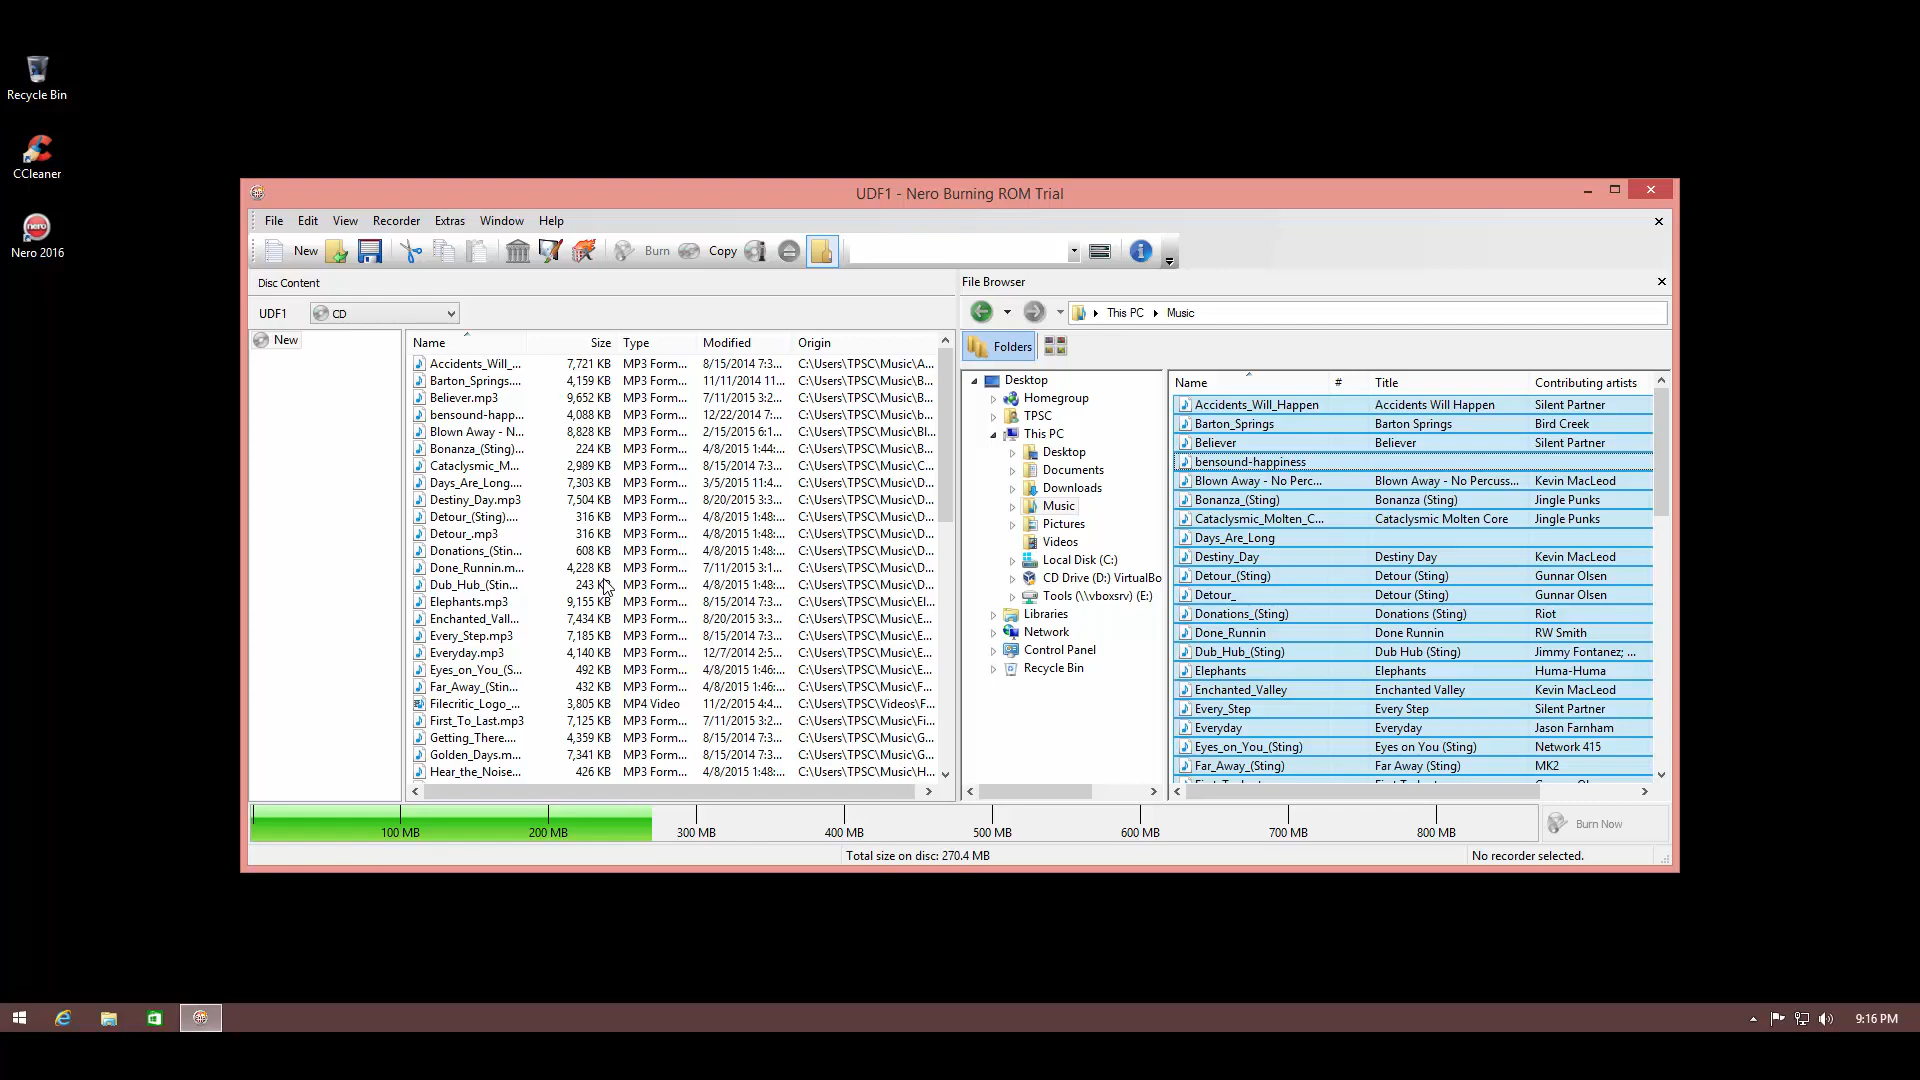 Recycle Bin
CCleaner
Nero 2016
UDF1 - Nero Burning ROM Trial
File Edit View Recorder Extras Window Help
New Burn Copy
Disc Content
UDF1 CD
New
Name Size Type Modified Origin
Accidents_Will_... 7,721 KB MP3 Form... 8/15/2014 7:3... C:\Users\TPSC\Music\A...
Barton_Springs.... 4,159 KB MP3 Form... 11/11/2014 11... C:\Users\TPSC\Music\B...
Believer.mp3 9,652 KB MP3 Form... 7/11/2015 3:2... C:\Users\TPSC\Music\b...
bensound-happ... 4,088 KB MP3 Form... 12/22/2014 7:... C:\Users\TPSC\Music\b...
Blown Away - N... 8,828 KB MP3 Form... 2/15/2015 6:1... C:\Users\TPSC\Music\Bl...
Bonanza_(Sting)... 224 KB MP3 Form... 4/8/2015 1:44:... C:\Users\TPSC\Music\B...
Cataclysmic_M... 2,989 KB MP3 Form... 8/15/2014 7:3... C:\Users\TPSC\Music\C...
Days_Are_Long.... 7,303 KB MP3 Form... 3/5/2015 11:4... C:\Users\TPSC\Music\D...
Destiny_Day.mp3 7,504 KB MP3 Form... 8/20/2015 3:3... C:\Users\TPSC\Music\D...
Detour_(Sting).... 316 KB MP3 Form... 4/8/2015 1:48:... C:\Users\TPSC\Music\D...
Detour_.mp3 316 KB MP3 Form... 4/8/2015 1:48:... C:\Users\TPSC\Music\D...
Donations_(Stin... 608 KB MP3 Form... 4/8/2015 1:48:... C:\Users\TPSC\Music\D...
Done_Runnin.m... 4,228 KB MP3 Form... 7/11/2015 3:1... C:\Users\TPSC\Music\D...
Dub_Hub_(Stin... 243 KB MP3 Form... 4/8/2015 1:48:... C:\Users\TPSC\Music\D...
Elephants.mp3 9,155 KB MP3 Form... 8/15/2014 7:3... C:\Users\TPSC\Music\El...
Enchanted_Vall... 7,434 KB MP3 Form... 8/20/2015 3:3... C:\Users\TPSC\Music\E...
Every_Step.mp3 7,185 KB MP3 Form... 8/15/2014 7:3... C:\Users\TPSC\Music\E...
Everyday.mp3 4,140 KB MP3 Form... 12/7/2014 2:5... C:\Users\TPSC\Music\E...
Eyes_on_You_(S... 492 KB MP3 Form... 4/8/2015 1:46:... C:\Users\TPSC\Music\E...
Far_Away_(Stin... 432 KB MP3 Form... 4/8/2015 1:46:... C:\Users\TPSC\Music\F...
Filecritic_Logo_... 3,805 KB MP4 Video 11/2/2015 4:4... C:\Users\TPSC\Videos\F...
First_To_Last.mp3 7,125 KB MP3 Form... 7/11/2015 3:2... C:\Users\TPSC\Music\Fi...
Getting_There.... 4,359 KB MP3 Form... 8/15/2014 7:3... C:\Users\TPSC\Music\G...
Golden_Days.m... 7,341 KB MP3 Form... 8/15/2014 7:3... C:\Users\TPSC\Music\G...
Hear_the_Noise... 426 KB MP3 Form... 4/8/2015 1:48:... C:\Users\TPSC\Music\H...
File Browser
This PC Music
Folders
Desktop
Homegroup
TPSC
This PC
Desktop
Documents
Downloads
Music
Pictures
Videos
Local Disk (C:)
CD Drive (D:) VirtualBo
Tools (\\vboxsrv) (E:)
Libraries
Network
Control Panel
Recycle Bin
Name # Title Contributing artists
Accidents_Will_Happen Accidents Will Happen Silent Partner
Barton_Springs Barton Springs Bird Creek
Believer Believer Silent Partner
bensound-happiness
Blown Away - No Perc... Blown Away - No Percuss... Kevin MacLeod
Bonanza_(Sting) Bonanza (Sting) Jingle Punks
Cataclysmic_Molten_C... Cataclysmic Molten Core Jingle Punks
Days_Are_Long
Destiny_Day Destiny Day Kevin MacLeod
Detour_(Sting) Detour (Sting) Gunnar Olsen
Detour_ Detour (Sting) Gunnar Olsen
Donations_(Sting) Donations (Sting) Riot
Done_Runnin Done Runnin RW Smith
Dub_Hub_(Sting) Dub Hub (Sting) Jimmy Fontanez; ...
Elephants Elephants Huma-Huma
Enchanted_Valley Enchanted Valley Kevin MacLeod
Every_Step Every Step Silent Partner
Everyday Everyday Jason Farnham
Eyes_on_You_(Sting) Eyes on You (Sting) Network 415
Far_Away_(Sting) Far Away (Sting) MK2
100 MB 200 MB 300 MB 400 MB 500 MB 600 MB 700 MB 800 MB
Burn Now
Total size on disc: 270.4 MB
No recorder selected.
9:16 PM